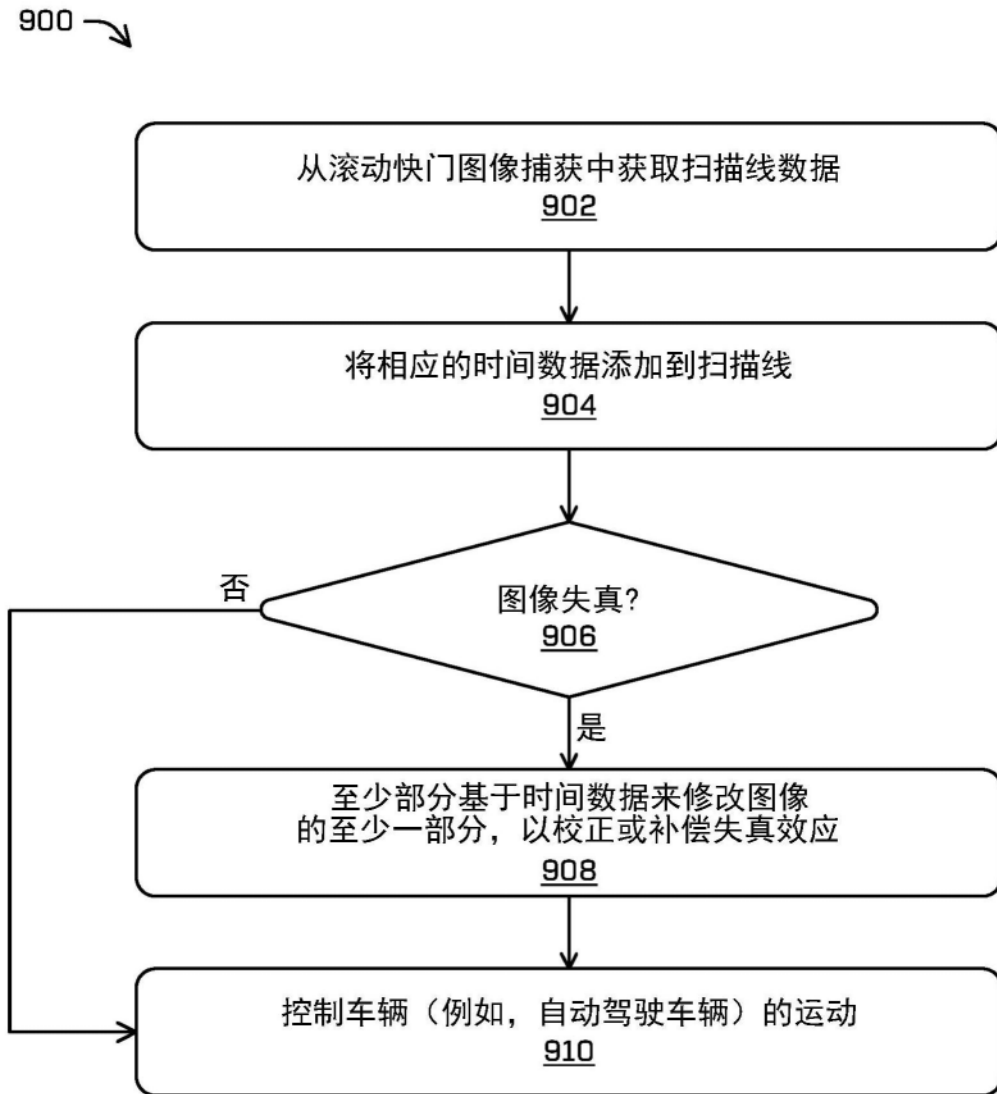 900
从滚动快门图像捕获中获取扫描线数据
902
将相应的时间数据添加到扫描线
904
图像失真?
906
否
是
至少部分基于时间数据来修改图像
的至少一部分，以校正或补偿失真效应
908
控制车辆（例如，自动驾驶车辆）的运动
910